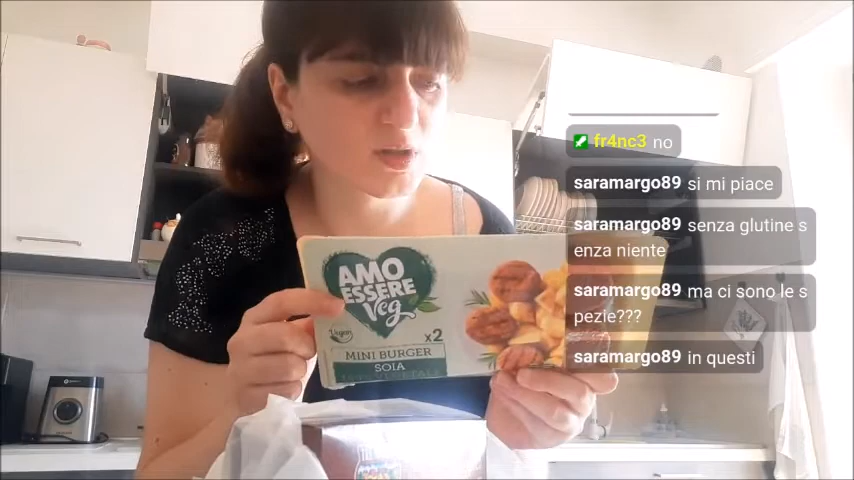 fr4nc3 no
saramargo89 si mi piace
saramargo89 senza glutine s
enza niente
saramargo89 ma ci sono le s
pezie???
saramargo89 in questi
AMO
ESSERE
Veg
Vegan
x2
MINI BURGER
SOIA